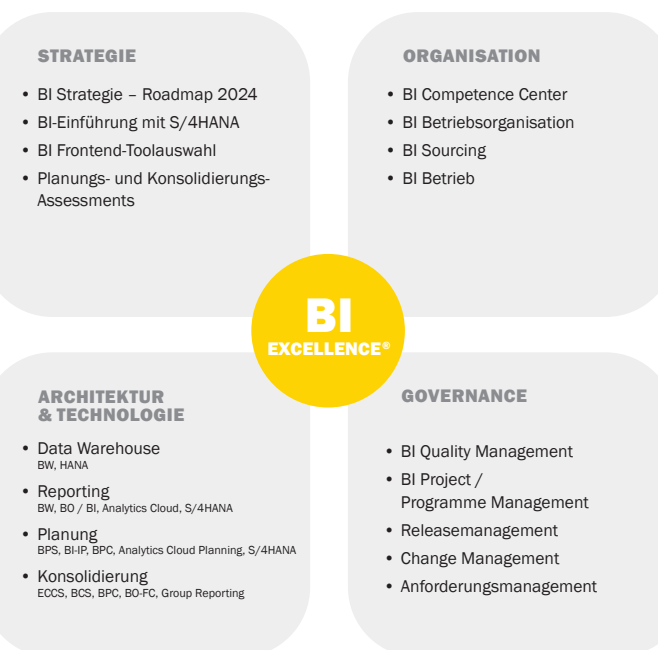 STRATEGIE
• BI Strategie – Roadmap 2024
• BI-Einführung mit S/4HANA
• BI Frontend-Toolauswahl
• Planungs- und Konsolidierungs-
Assessments
ORGANISATION
• BI Competence Center
• BI Betriebsorganisation
• BI Sourcing
• BI Betrieb
BI
EXCELLENCE®
ARCHITEKTUR
& TECHNOLOGIE
• Data Warehouse
BW, HANA
• Reporting
BW, BO / BI, Analytics Cloud, S/4HANA
• Planung
BPS, BI-IP, BPC, Analytics Cloud Planning, S/4HANA
• Konsolidierung
ECCS, BCS, BPC, BO-FC, Group Reporting
GOVERNANCE
• BI Quality Management
• BI Project /
Programme Management
• Releasemanagement
• Change Management
• Anforderungsmanagement